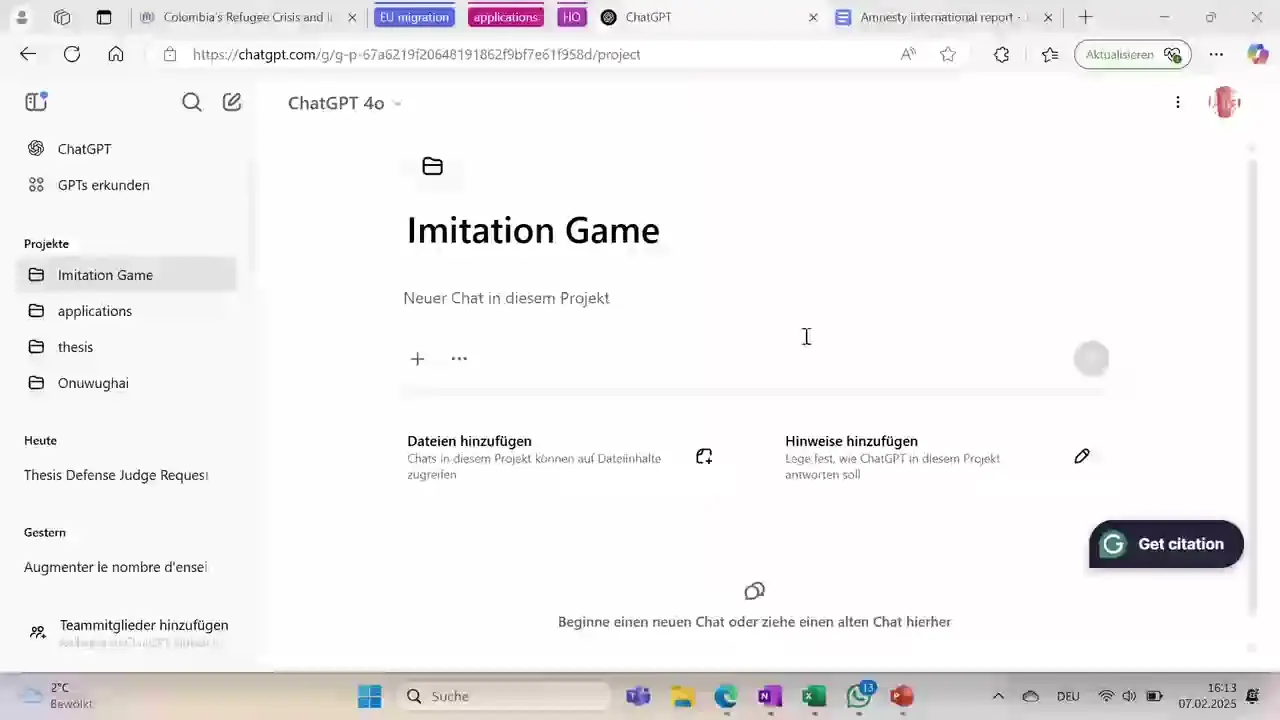 Colombia's Refugee Crisis and I
EU migration
applications
HO
ChatGPT
Amnesty international report
https://chatgpt.com/g/g-p-67a6219f20648191862f9bf7e61f958d/project
Aktualisieren
ChatGPT 4o
ChatGPT
GPTs erkunden
Projekte
Imitation Game
applications
thesis
Onuwughai
Heute
Thesis Defense Judge Request
Gestern
Augmenter le nombre d'ensei
Teammitglieder hinzufügen
Imitation Game
Neuer Chat in diesem Projekt
Dateien hinzufügen
Chats in diesem Projekt können auf Dateiinhalte
zugreifen
Hinweise hinzufügen
Lege fest, wie ChatGPT in diesem Projekt
antworten soll
Get citation
Beginne einen neuen Chat oder ziehe einen alten Chat hierher
2°C
Bewölkt
Suche
13
DEU
16:13
07.02.2025